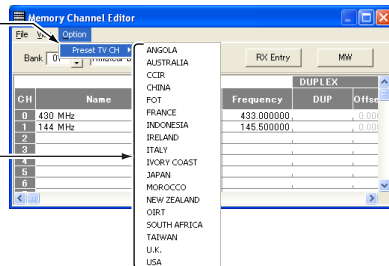 Memory Channel Editor
File Option
Preset TV CH
Bank RX Entry MW
ANGOLA
AUSTRALIA
CCIR
CHINA
FOT
FRANCE
INDONESIA
IRELAND
ITALY
IVORY COAST
JAPAN
MOROCCO
NEW ZEALAND
OIRT
SOUTH AFRICA
TAIWAN
U.K.
USA
DUPLEX
CH Name Frequency DUP Offse
0 430 MHz 433.000000
1 144 MHz 145.500000
2
3
4
5
6